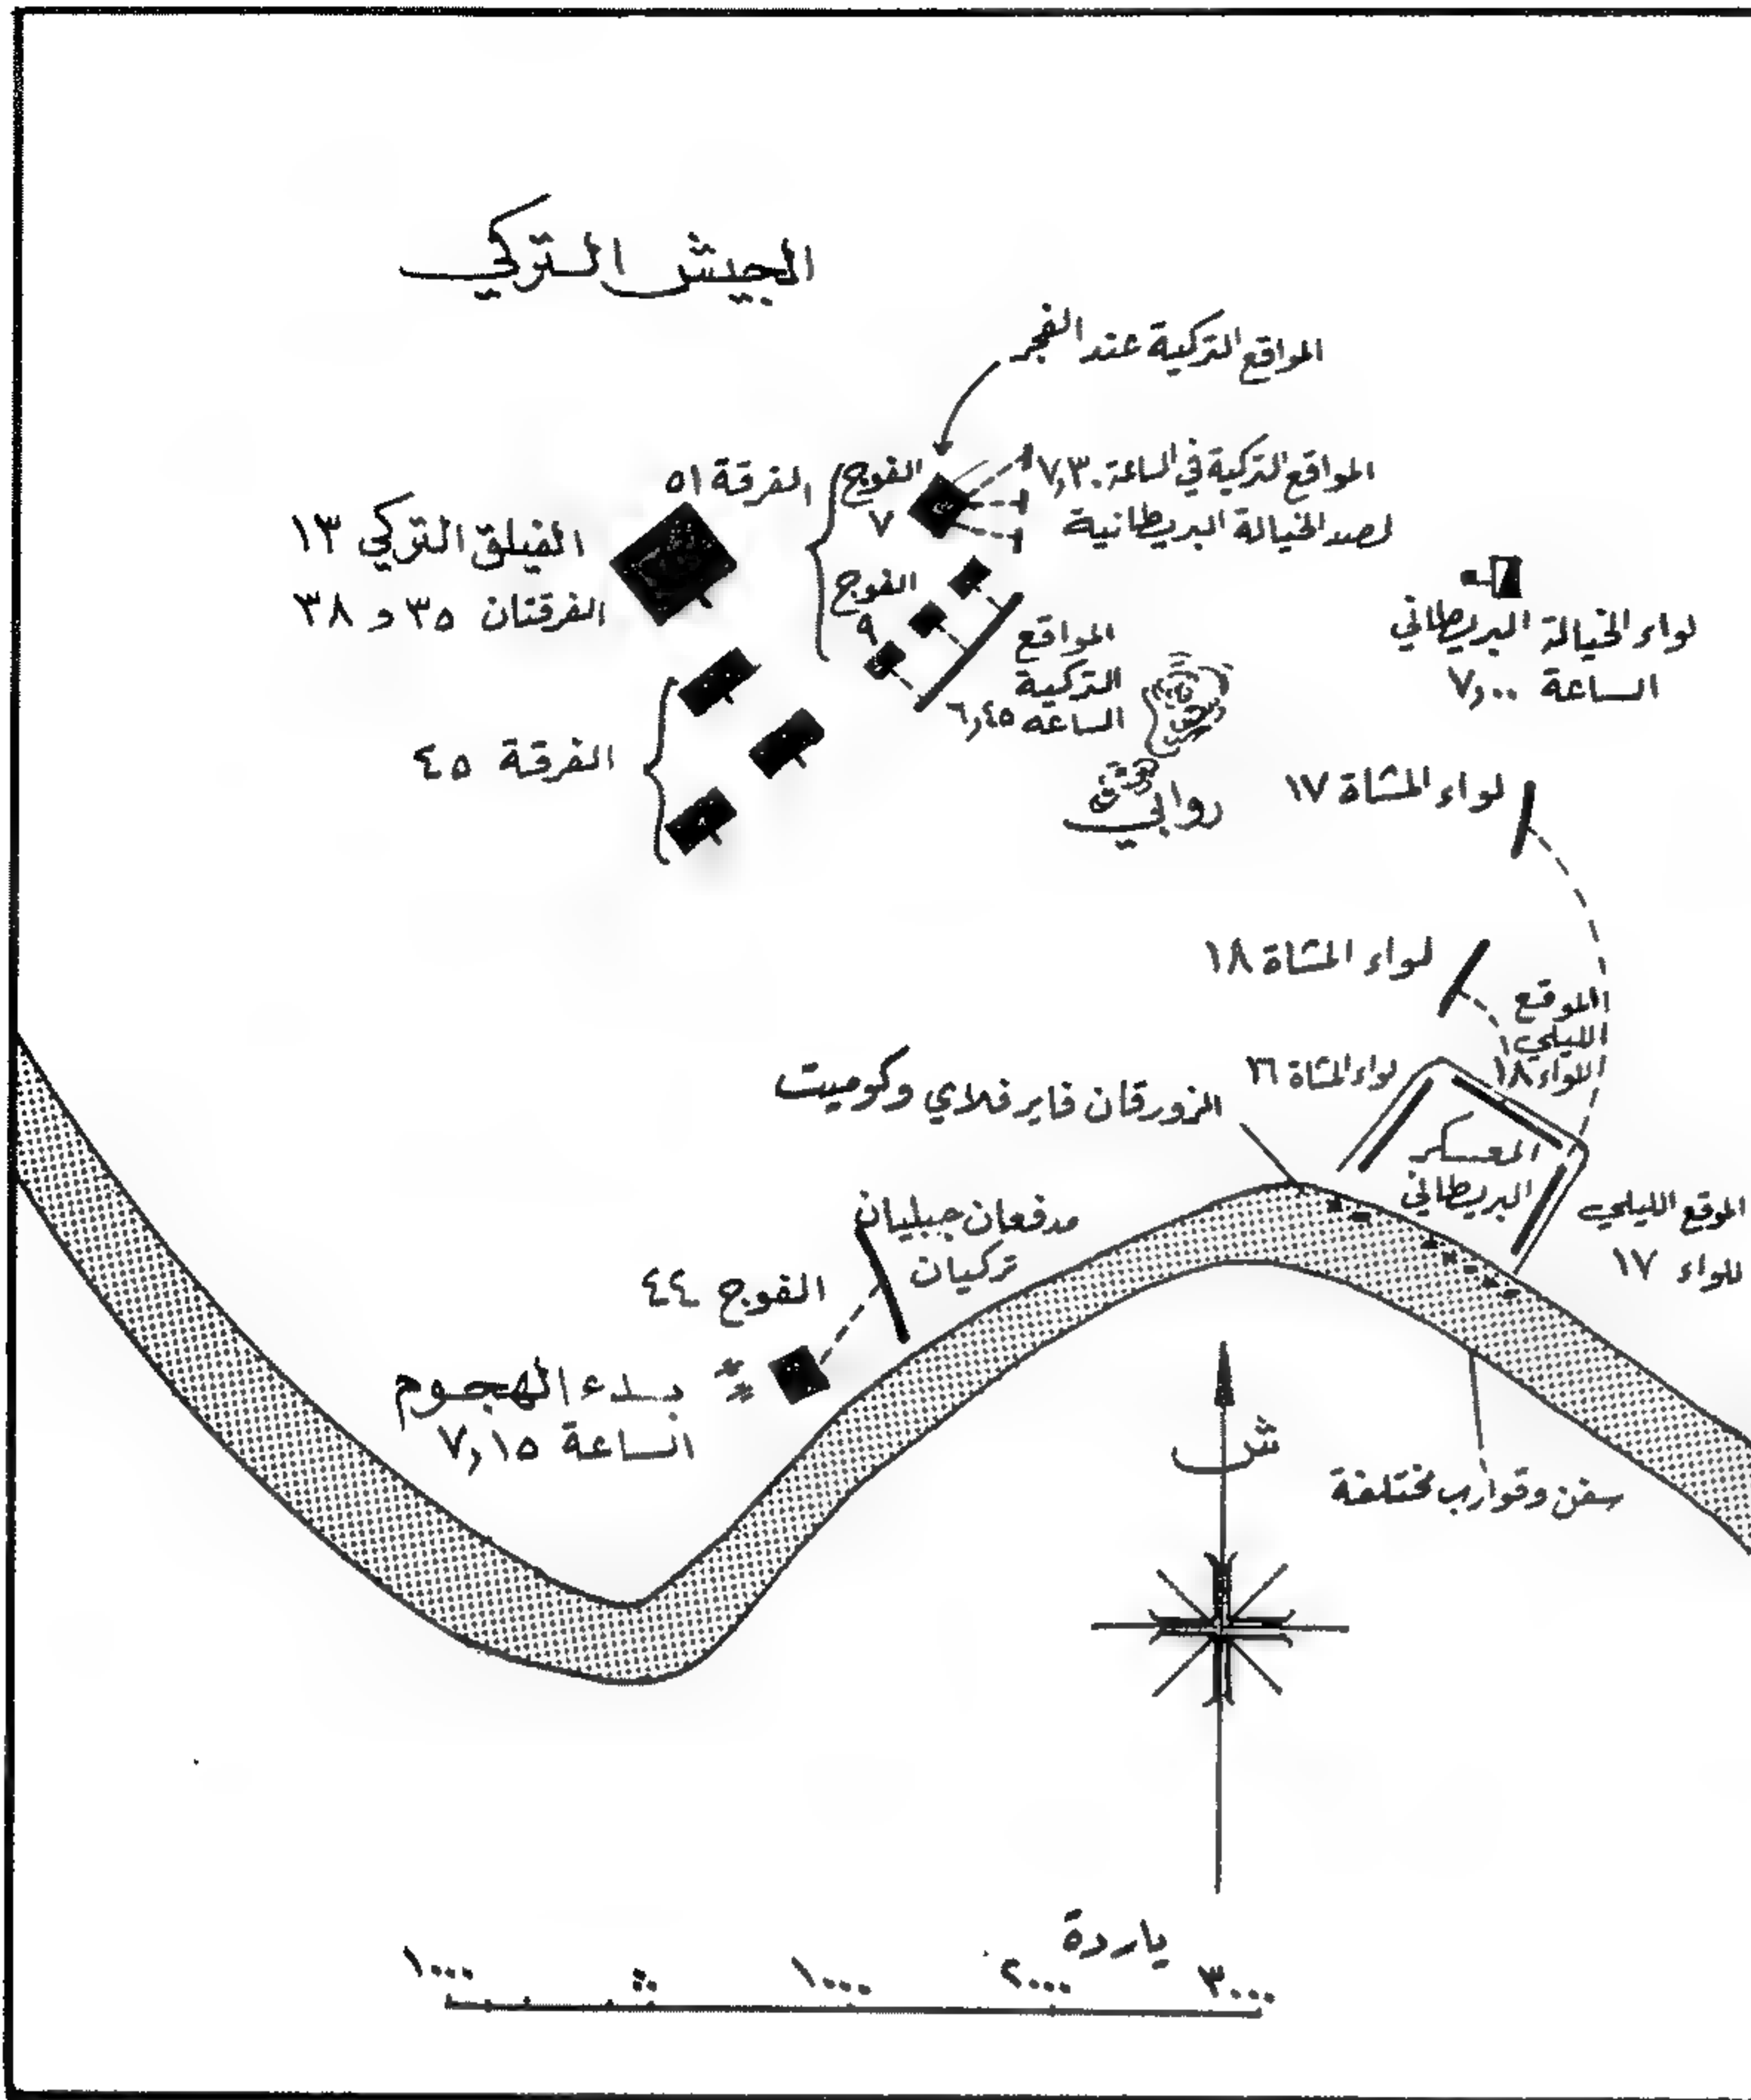 الجيش التركي
المواقع التركية عند الفجر
المواقع التركية في الساعة ٧,٣٠
لصد الخيالة البريطانية
الفرقة ٥١
الفوج
٧
الفوج
٩
الفيلق التركي ١٣
الفرقتان ٣٥ و ٣٨
المواقع
التركية
الساعه ٦,٤٥
لواء الخيالة البريطاني
الساعة ٧,٠٠
الفرقة ٤٥
روابي
لواء المشاة ١٧
لواء المشاة ١٨
الموقع
الليلي
اللواء ١٨
لواء المشاة ١٦
الزورقان فايرفلاي وكوميت
المعسكر
البريطاني
الموقع الليلي
للواء ١٧
مدفعان جبليان
تركيان
الفوج ٤٤
بدء الهجوم
الساعة ٧,١٥
ش
سفن وقوارب مختلفة
ياردة
١٠٠٠ ٠ ١٠٠٠ ٢٠٠٠ ٣٠٠٠